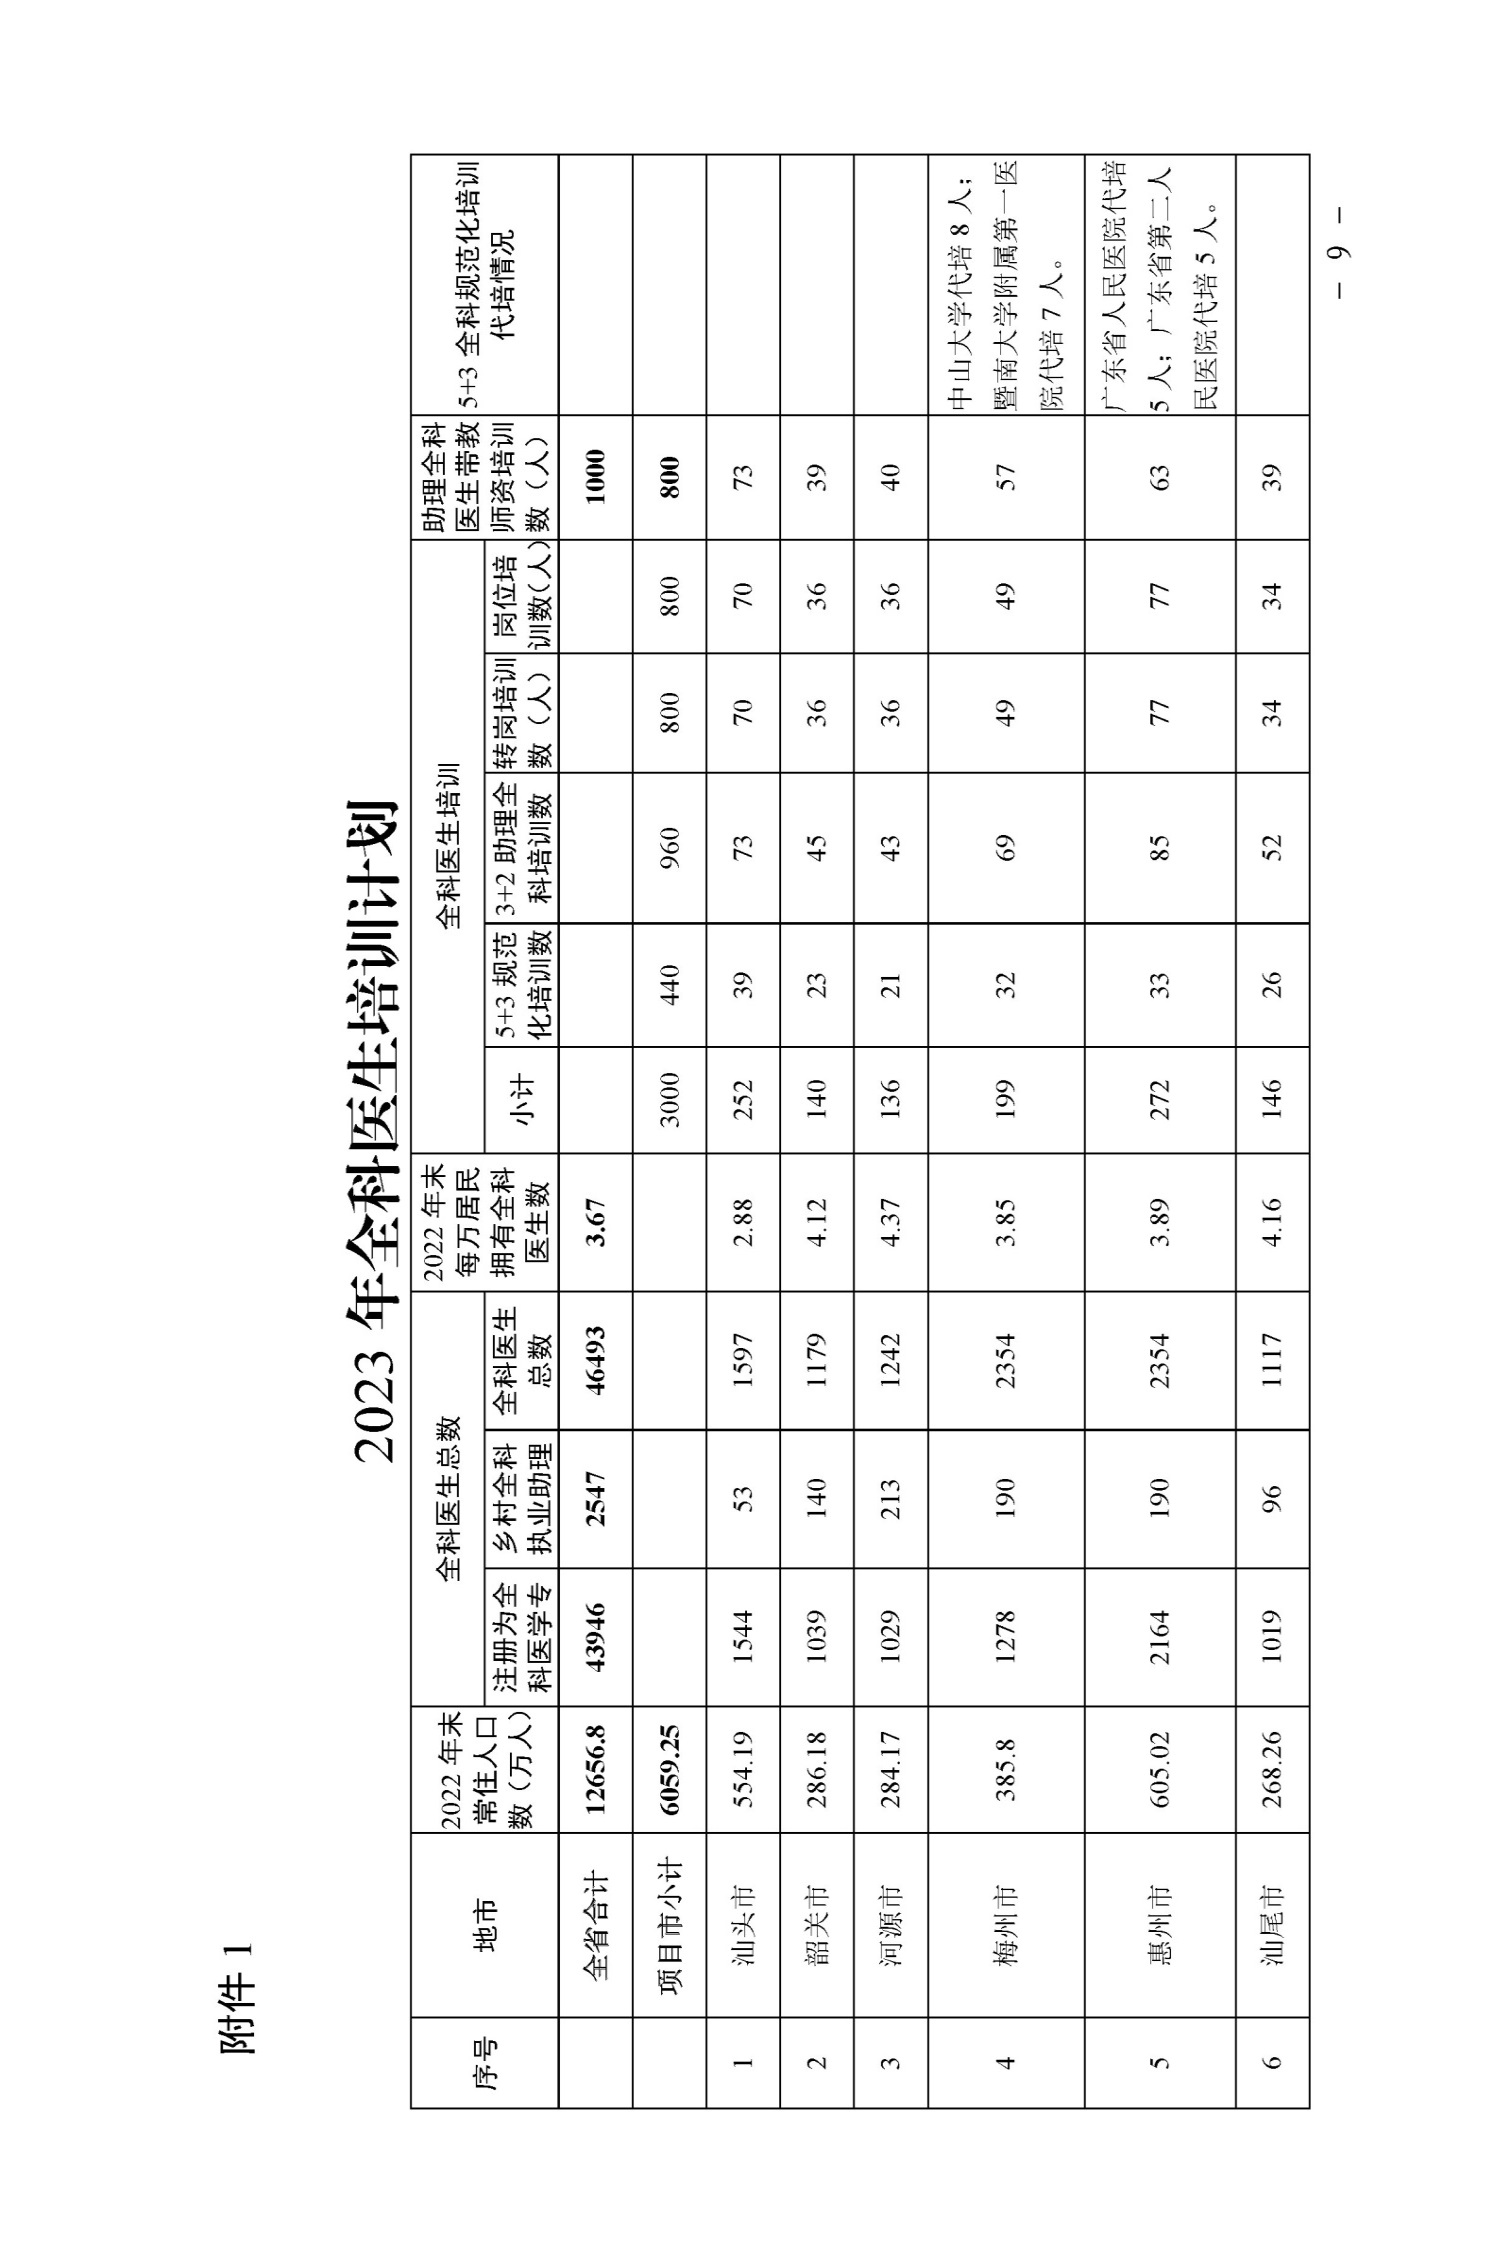 附件 1
2023 年全科医生培训计划
序号
地市
2022 年末
常住人口
数（万人）
全科医生总数
2022 年末
每万居民
拥有全科
医生数
全科医生培训
助理全科
医生带教
师资培训
数（人）
5+3 全科规范化培训
代培情况
注册为全
科医学专
乡村全科
执业助理
全科医生
总数
小计
5+3 规范
化培训数
3+2 助理全
科培训数
转岗培训
数（人）
岗位培
训数（人）
全省合计 12656.8 43946 2547 46493 3.67 1000
项目市小计 6059.25 3000 440 960 800 800 800
1 汕头市 554.19 1544 53 1597 2.88 252 39 73 70 70 73
2 韶关市 286.18 1039 140 1179 4.12 140 23 45 36 36 39
3 河源市 284.17 1029 213 1242 4.37 136 21 43 36 36 40
4 梅州市 385.8 1278 190 2354 3.85 199 32 69 49 49 57
中山大学代培 8 人；
暨南大学附属第一医
院代培 7 人。
5 惠州市 605.02 2164 190 2354 3.89 272 33 85 77 77 63
广东省人民医院代培
5 人；广东省第二人
民医院代培 5 人。
6 汕尾市 268.26 1019 96 1117 4.16 146 26 52 34 34 39
- 9 -